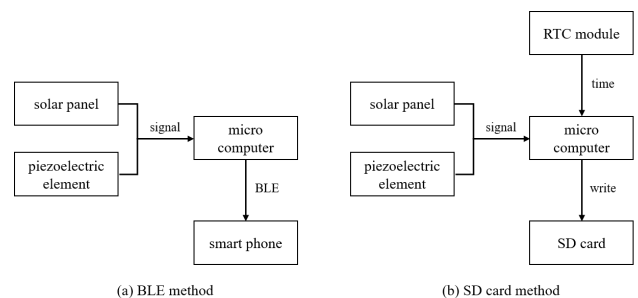 solar panel
piezoelectric
element
signal
micro
computer
BLE
smart phone
(a) BLE method
RTC module
time
solar panel
piezoelectric
element
signal
micro
computer
write
SD card
(b) SD card method